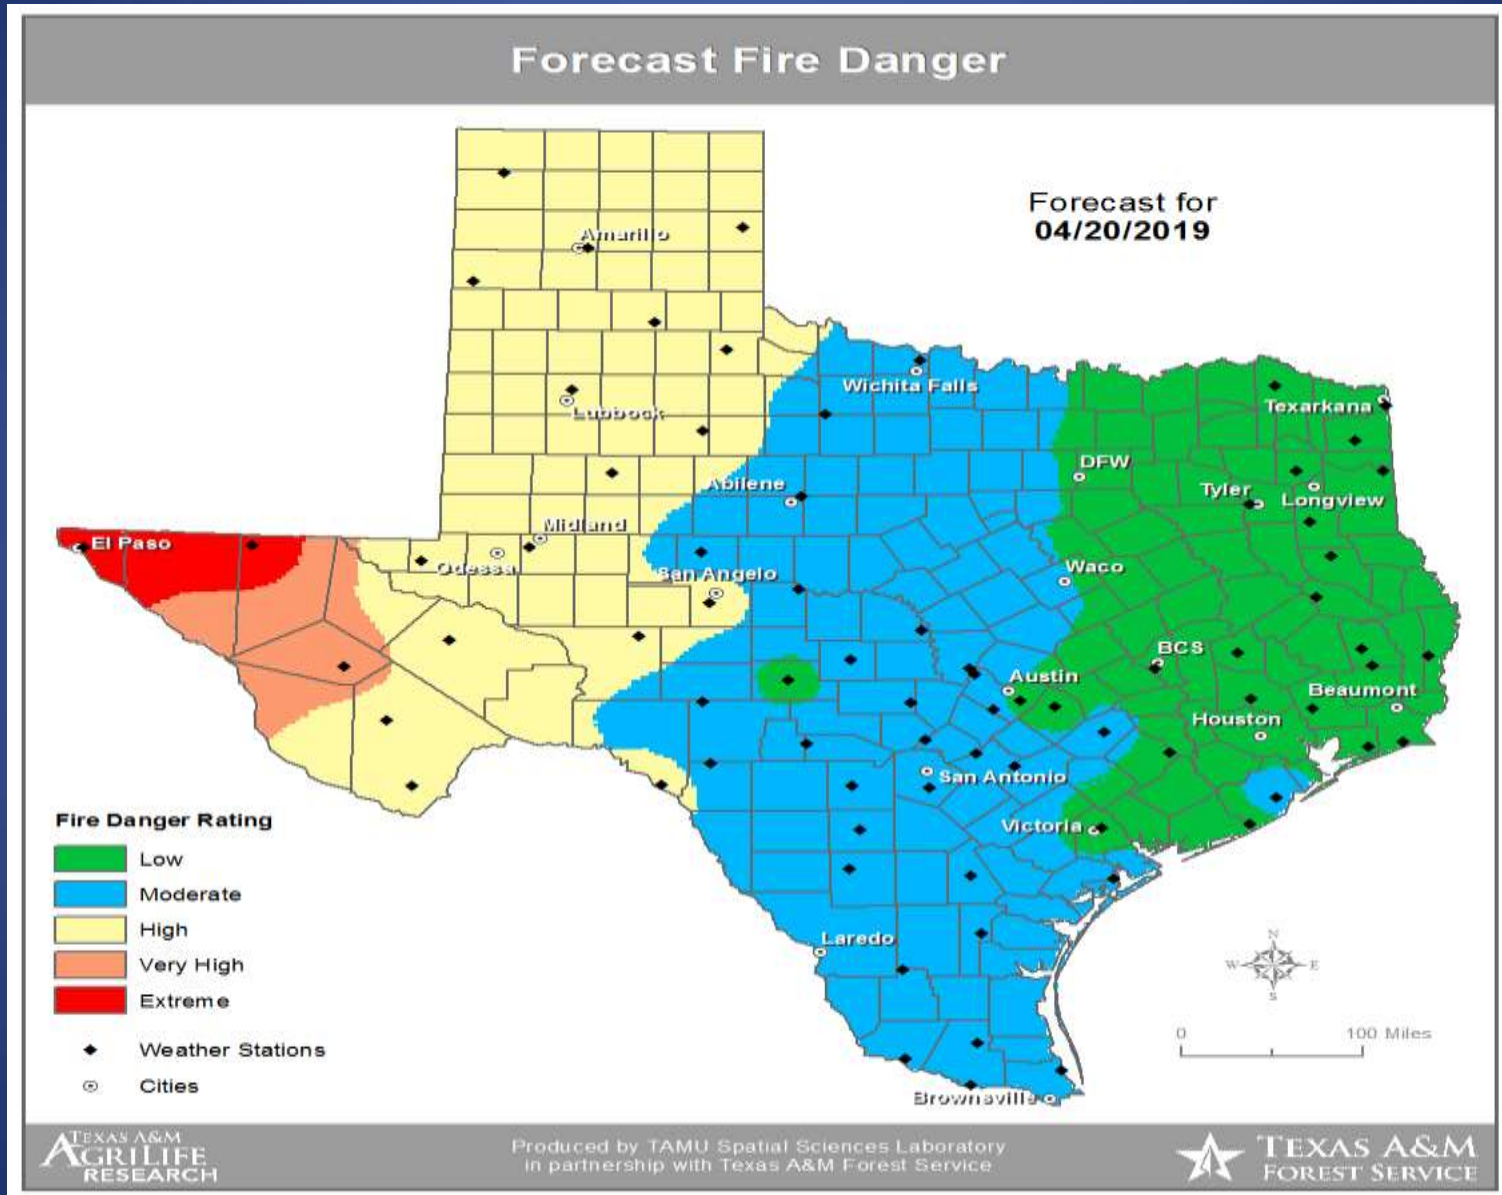 Forecast Fire Danger
Forecast for
04/20/2019
Amarillo
Wichita Falls
Lubbock
Texarkana
DFW
Abilene
Tyler
Longview
Midland
El Paso
Odessa
San Angelo
Waco
BCS
Austin
Beaumont
Houston
San Antonio
Victoria
Laredo
Brownsville
Fire Danger Rating
Low
Moderate
High
Very High
Extreme
Weather Stations
Cities
N
W
E
S
0
100 Miles
TEXAS A&M
AGRILIFE
RESEARCH
Produced by TAMU Spatial Sciences Laboratory
in partnership with Texas A&M Forest Service
TEXAS A&M
FOREST SERVICE